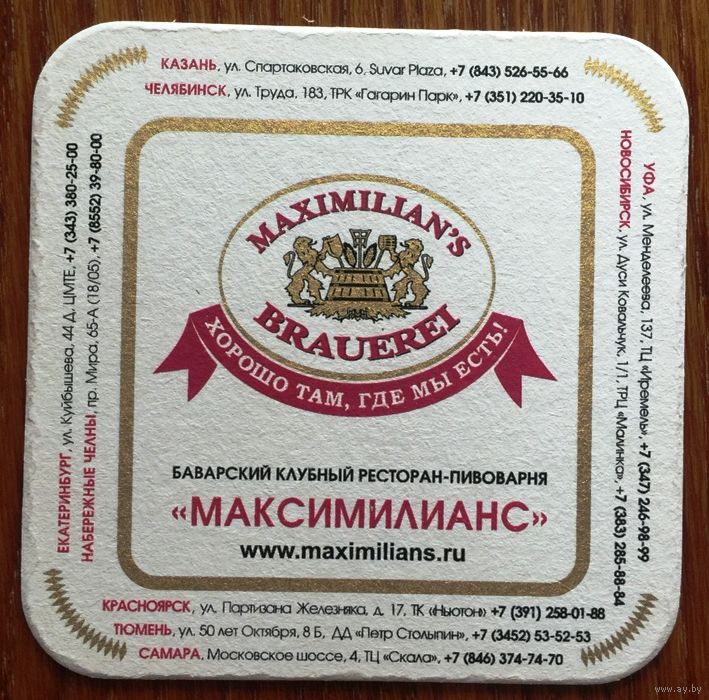 КАЗАНЬ, ул. Спартаковская, 6, Suvar Plaza, +7 (843) 526-55-66
ЧЕЛЯБИНСК, ул. Труда, 183, ТРК «Гагарин Парк», +7 (351) 220-35-10
УФА, ул. Менделеева, 137, ТЦ «Иремель», +7 (347) 246-98-99
НОВОСИБИРСК, ул. Дуси Ковальчук, 1/1, ТРЦ «Малинка», +7 (383) 285-88-84
ЕКАТЕРИНБУРГ, ул. Куйбышева, 44 Д, ЦМТЕ, +7 (343) 380-25-00
НАБЕРЕЖНЫЕ ЧЕЛНЫ, пр. Мира, 65-А (18/05), +7 (8552) 39-80-00
MAXIMILIAN'S
BRAUEREI
ХОРОШО ТАМ, ГДЕ МЫ ЕСТЬ!
БАВАРСКИЙ КЛУБНЫЙ РЕСТОРАН-ПИВОВАРНЯ
«МАКСИМИЛИАНС»
www.maximilians.ru
КРАСНОЯРСК, ул. Партизана Железняка, д. 17, ТК «Ньютон» +7 (391) 258-01-88
ТЮМЕНЬ, ул. 50 лет Октября, 8 Б, ДД «Петр Столыпин», +7 (3452) 53-52-53
САМАРА, Московское шоссе, 4, ТЦ «Скала», +7 (846) 374-74-70
www.ay.by